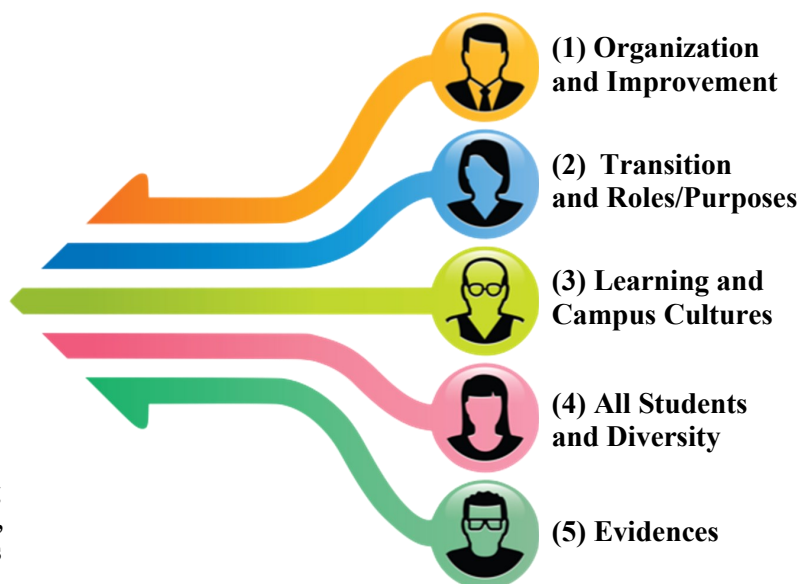 (1) Organization
and Improvement
(2) Transition
and Roles/Purposes
(3) Learning and
Campus Cultures
(4) All Students
and Diversity
(5) Evidences